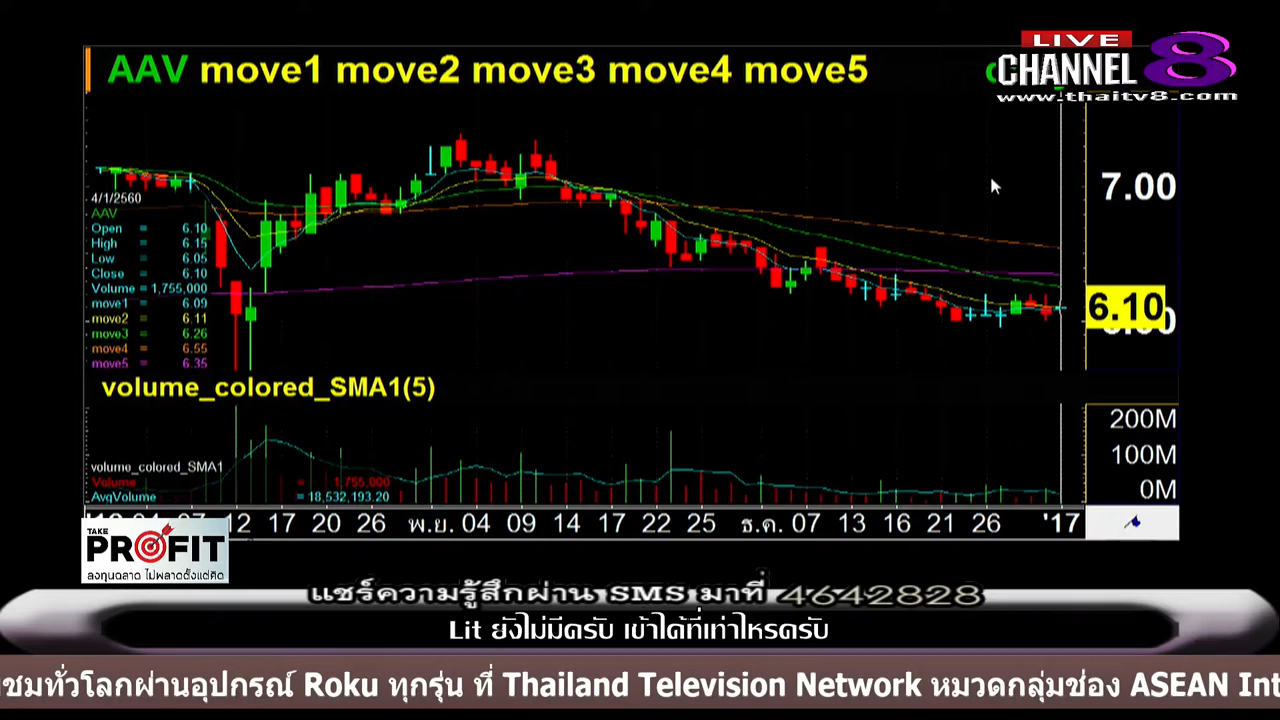 LIVE
CHANNEL 8
www.thaitv8.com
AAV move1 move2 move3 move4 move5
7.00
6.10
4/1/2560
AAV
Open = 6.10
High = 6.15
Low = 6.05
Close = 6.10
Volume = 1,755,000
move1 = 6.09
move2 = 6.11
move3 = 6.26
move4 = 6.55
move5 = 6.35
volume_colored_SMA1(5)
200M
100M
0M
volume_colored_SMA1
Volume = 1,755,000
AvgVolume = 18,532,193.20
12 17 20 26 พ.ย. 04 09 14 17 22 25 ธ.ค. 07 13 16 21 26 '17
TAKE
PROFIT
ลงทุนฉลาด ไม่พลาดตั้งแต่คิด
แชร์ความรู้สึกผ่าน SMS มาที่ 4642828
Lit ยังไม่มีครับ เข้าได้ที่เท่าไหรครับ
ชมทั่วโลกผ่านอุปกรณ์ Roku ทุกรุ่น ที่ Thailand Television Network หมวดกลุ่มช่อง ASEAN Int